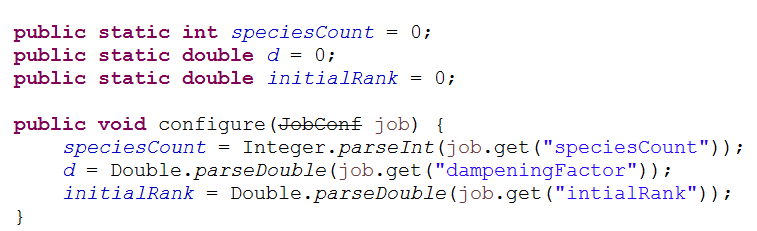 public static int speciesCount = 0;
public static double d = 0;
public static double initialRank = 0;
public void configure(JobConf job) {
speciesCount = Integer.parseInt(job.get("speciesCount"));
d = Double.parseDouble(job.get("dampeningFactor"));
initialRank = Double.parseDouble(job.get("intialRank"));
}